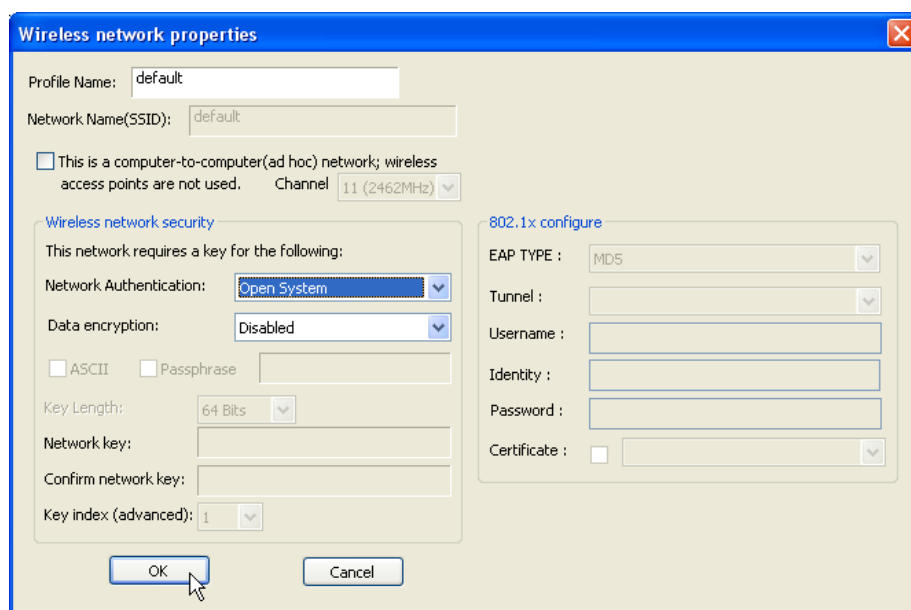 Wireless network properties
Profile Name: default
Network Name(SSID): default
This is a computer-to-computer(ad hoc) network; wireless
access points are not used. Channel 11 (2462MHz)
Wireless network security
This network requires a key for the following:
Network Authentication: Open System
Data encryption: Disabled
ASCII Passphrase
Key Length: 64 Bits
Network key:
Confirm network key:
Key index (advanced): 1
802.1x configure
EAP TYPE : MD5
Tunnel :
Username :
Identity :
Password :
Certificate :
OK Cancel